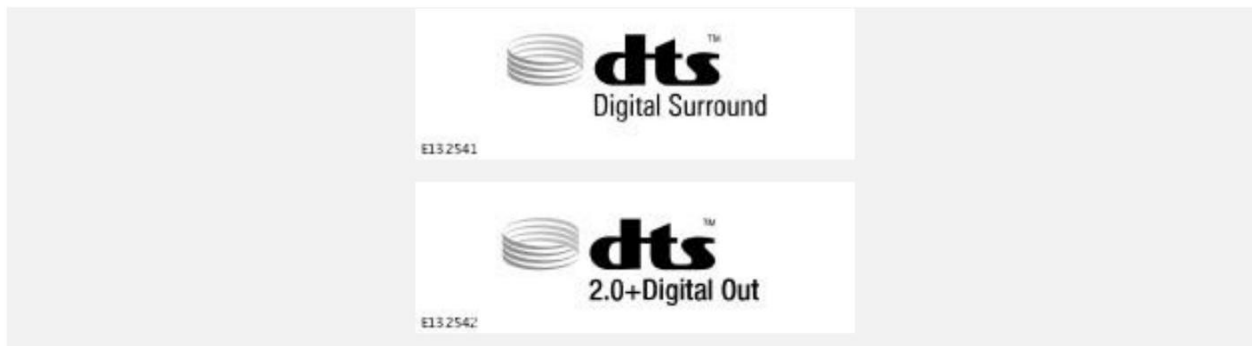 dts™
Digital Surround
E132541
dts™
2.0+Digital Out
E132542